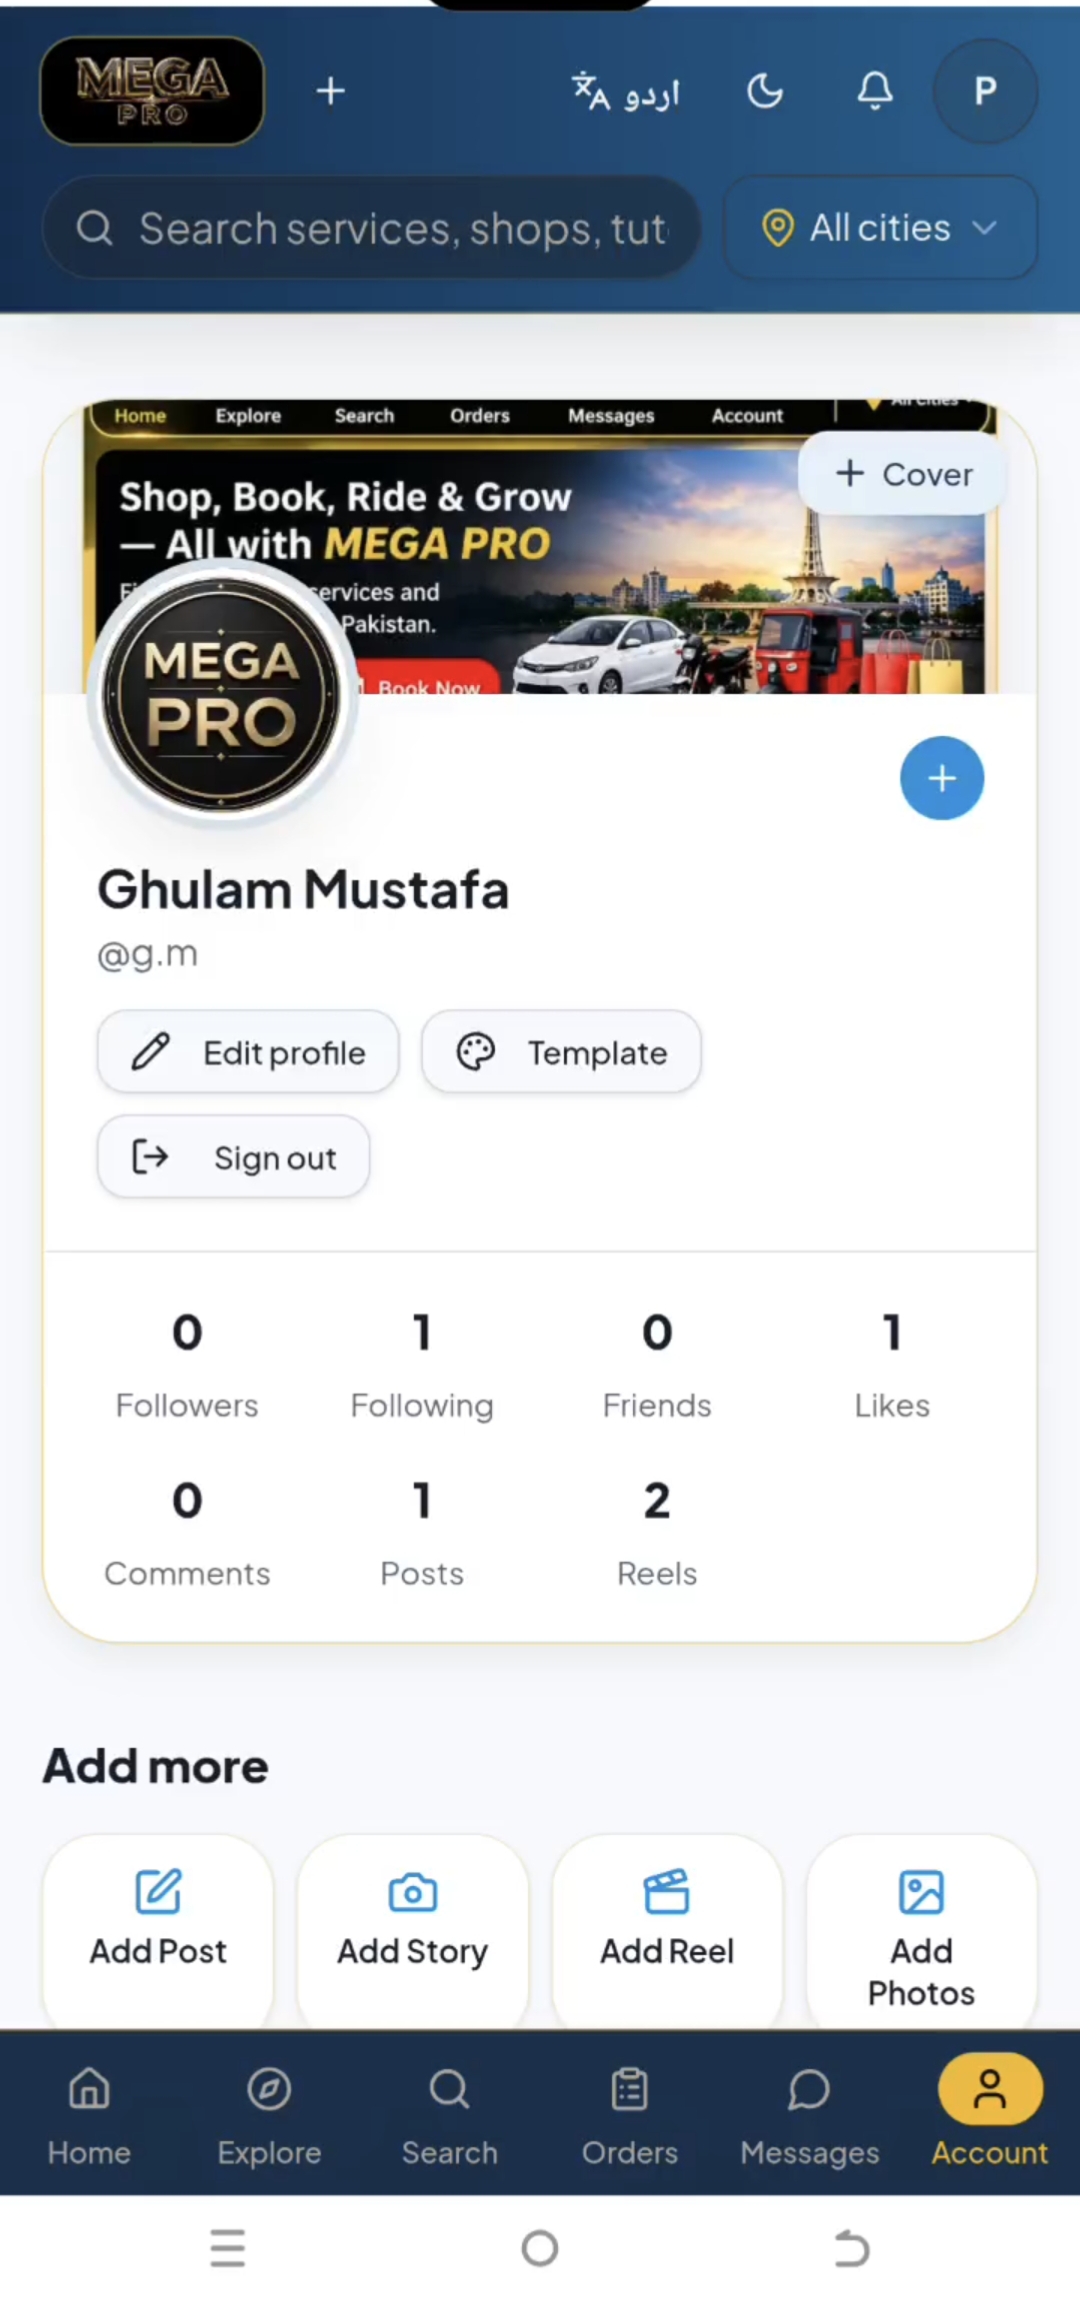 MEGA
PRO
اردو
P
Search services, shops, tut
All cities
Home Explore Search Orders Messages Account
All cities
Cover
Shop, Book, Ride & Grow
— All with MEGA PRO
services and
Pakistan.
Book Now
MEGA
PRO
Ghulam Mustafa
@g.m
Edit profile
Template
Sign out
0 1 0 1
Followers Following Friends Likes
0 1 2
Comments Posts Reels
Add more
Add Post
Add Story
Add Reel
Add
Photos
Home Explore Search Orders Messages Account